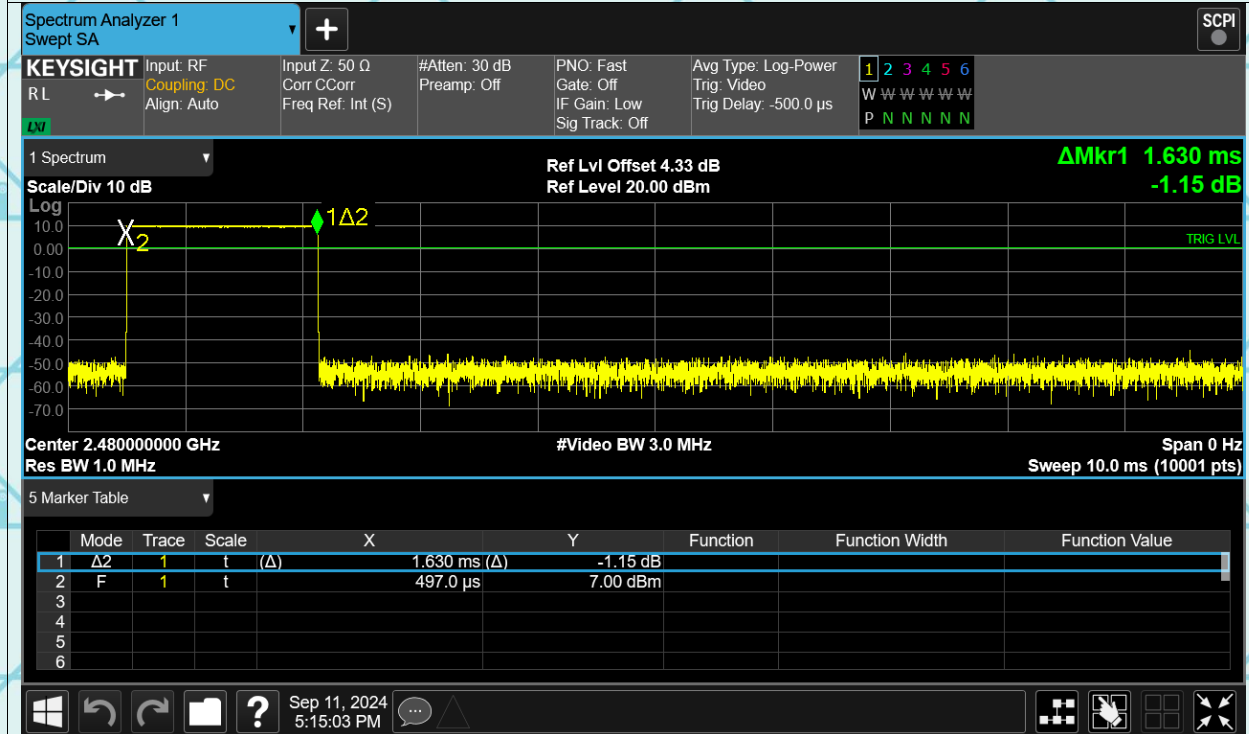 Spectrum Analyzer 1
Swept SA
+
SCPI
KEYSIGHT
R L
LXI
Input: RF
Coupling: DC
Align: Auto
Input Z: 50 Ω
Corr CCorr
Freq Ref: Int (S)
#Atten: 30 dB
Preamp: Off
PNO: Fast
Gate: Off
IF Gain: Low
Sig Track: Off
Avg Type: Log-Power
Trig: Video
Trig Delay: -500.0 µs
1 2 3 4 5 6
W W W W W W
P N N N N N
1 Spectrum
Scale/Div 10 dB
Ref Lvl Offset 4.33 dB
Ref Level 20.00 dBm
ΔMkr1 1.630 ms
-1.15 dB
Log
10.0
0.00
-10.0
-20.0
-30.0
-40.0
-50.0
-60.0
-70.0
X2
1Δ2
TRIG LVL
Center 2.480000000 GHz
#Video BW 3.0 MHz
Span 0 Hz
Res BW 1.0 MHz
Sweep 10.0 ms (10001 pts)
5 Marker Table
Mode Trace Scale X Y Function Function Width Function Value
1 Δ2 1 t (Δ) 1.630 ms (Δ) -1.15 dB
2 F 1 t 497.0 µs 7.00 dBm
3
4
5
6
?
Sep 11, 2024
5:15:03 PM